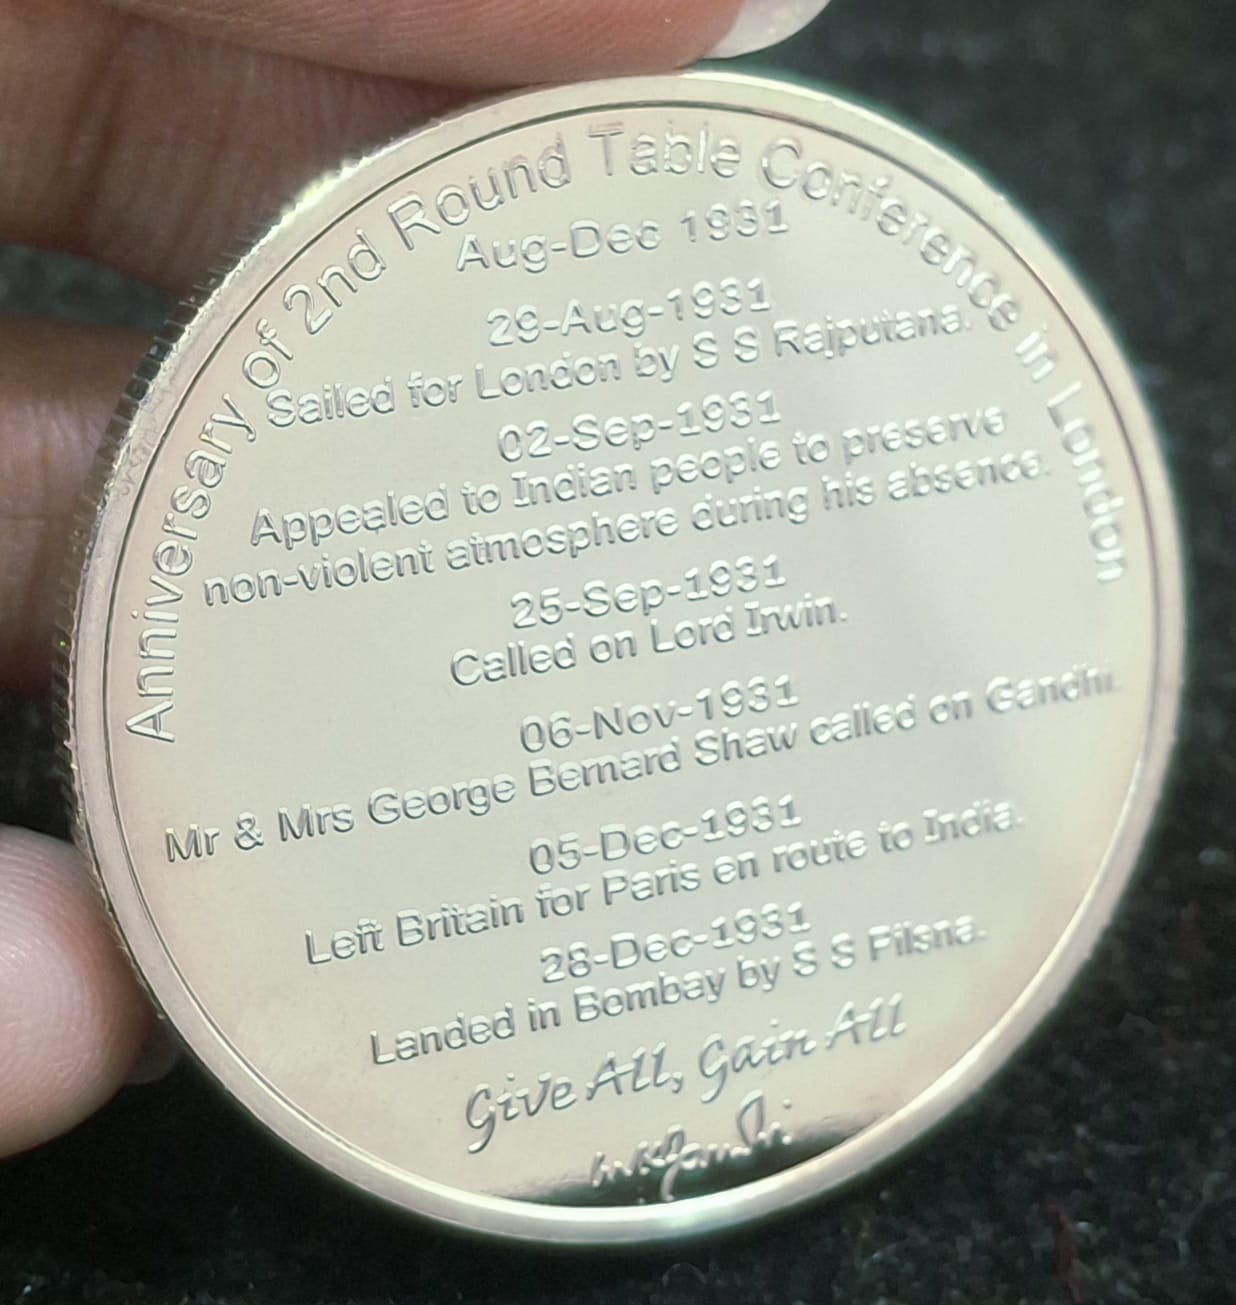 Anniversary of 2nd Round Table Conference in London
Aug-Dec 1931
29-Aug-1931
Sailed for London by S S Rajputana.
02-Sep-1931
Appealed to Indian people to preserve
non-violent atmosphere during his absence.
25-Sep-1931
Called on Lord Irwin.
06-Nov-1931
Mr & Mrs George Bernard Shaw called on Gandhi.
05-Dec-1931
Left Britain for Paris en route to India.
28-Dec-1931
Landed in Bombay by S S Pilsna.
Give All, Gain All
MKGandhi